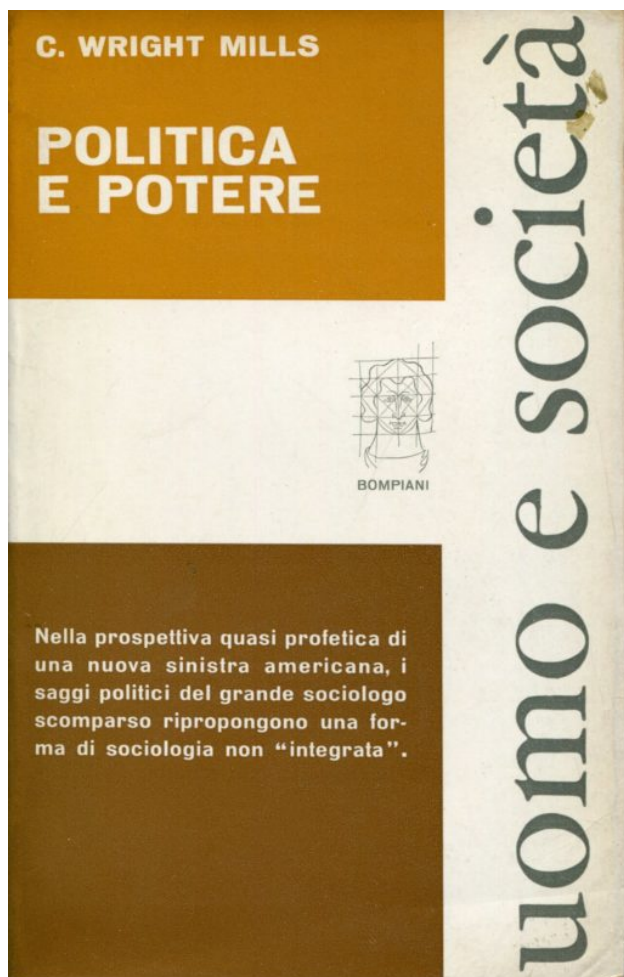 C. WRIGHT MILLS
POLITICA
E POTERE
BOMPIANI
Nella prospettiva quasi profetica di
una nuova sinistra americana, i
saggi politici del grande sociologo
scomparso ripropongono una for-
ma di sociologia non “integrata”.
uomo e società